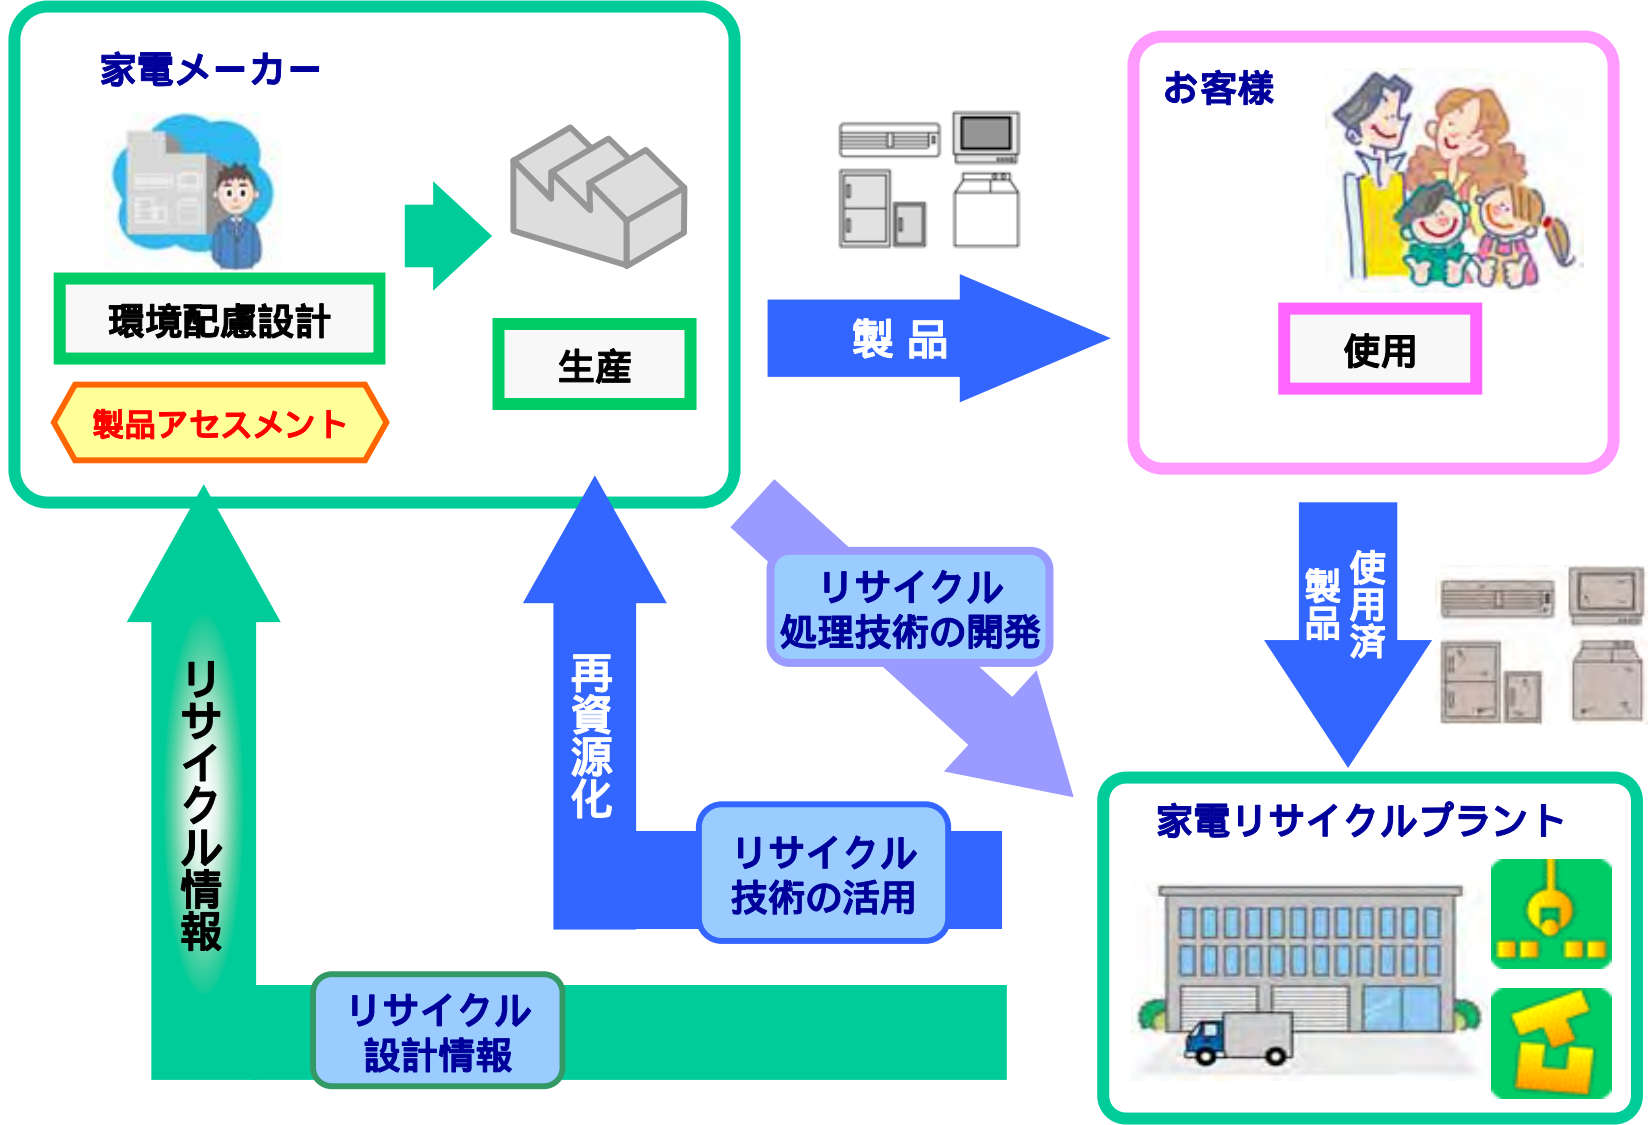 家電メーカー
環境配慮設計
製品アセスメント
生産
製品
お客様
使用
使用済
製品
リサイクル
処理技術の開発
再資源化
リサイクル
技術の活用
リサイクル情報
リサイクル
設計情報
家電リサイクルプラント